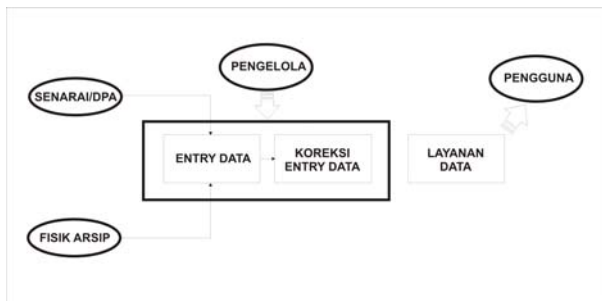 PENGELOLA
PENGGUNA
SENARAI/DPA
ENTRY DATA
KOREKSI
ENTRY DATA
LAYANAN
DATA
FISIK ARSIP